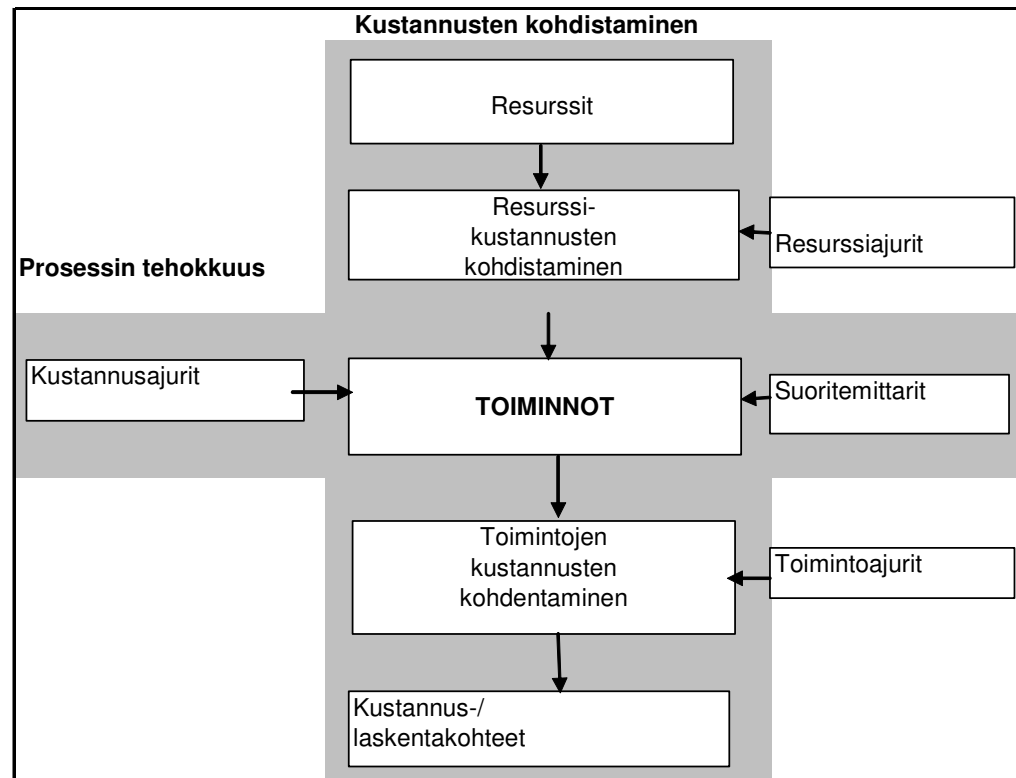 Kustannusten kohdistaminen
Resurssit
Resurssi-
kustannusten
kohdistaminen
Resurssiajurit
Prosessin tehokkuus
Kustannusajurit
TOIMINNOT
Suoritemittarit
Toimintojen
kustannusten
kohdentaminen
Toimintoajurit
Kustannus-/
laskentakohteet